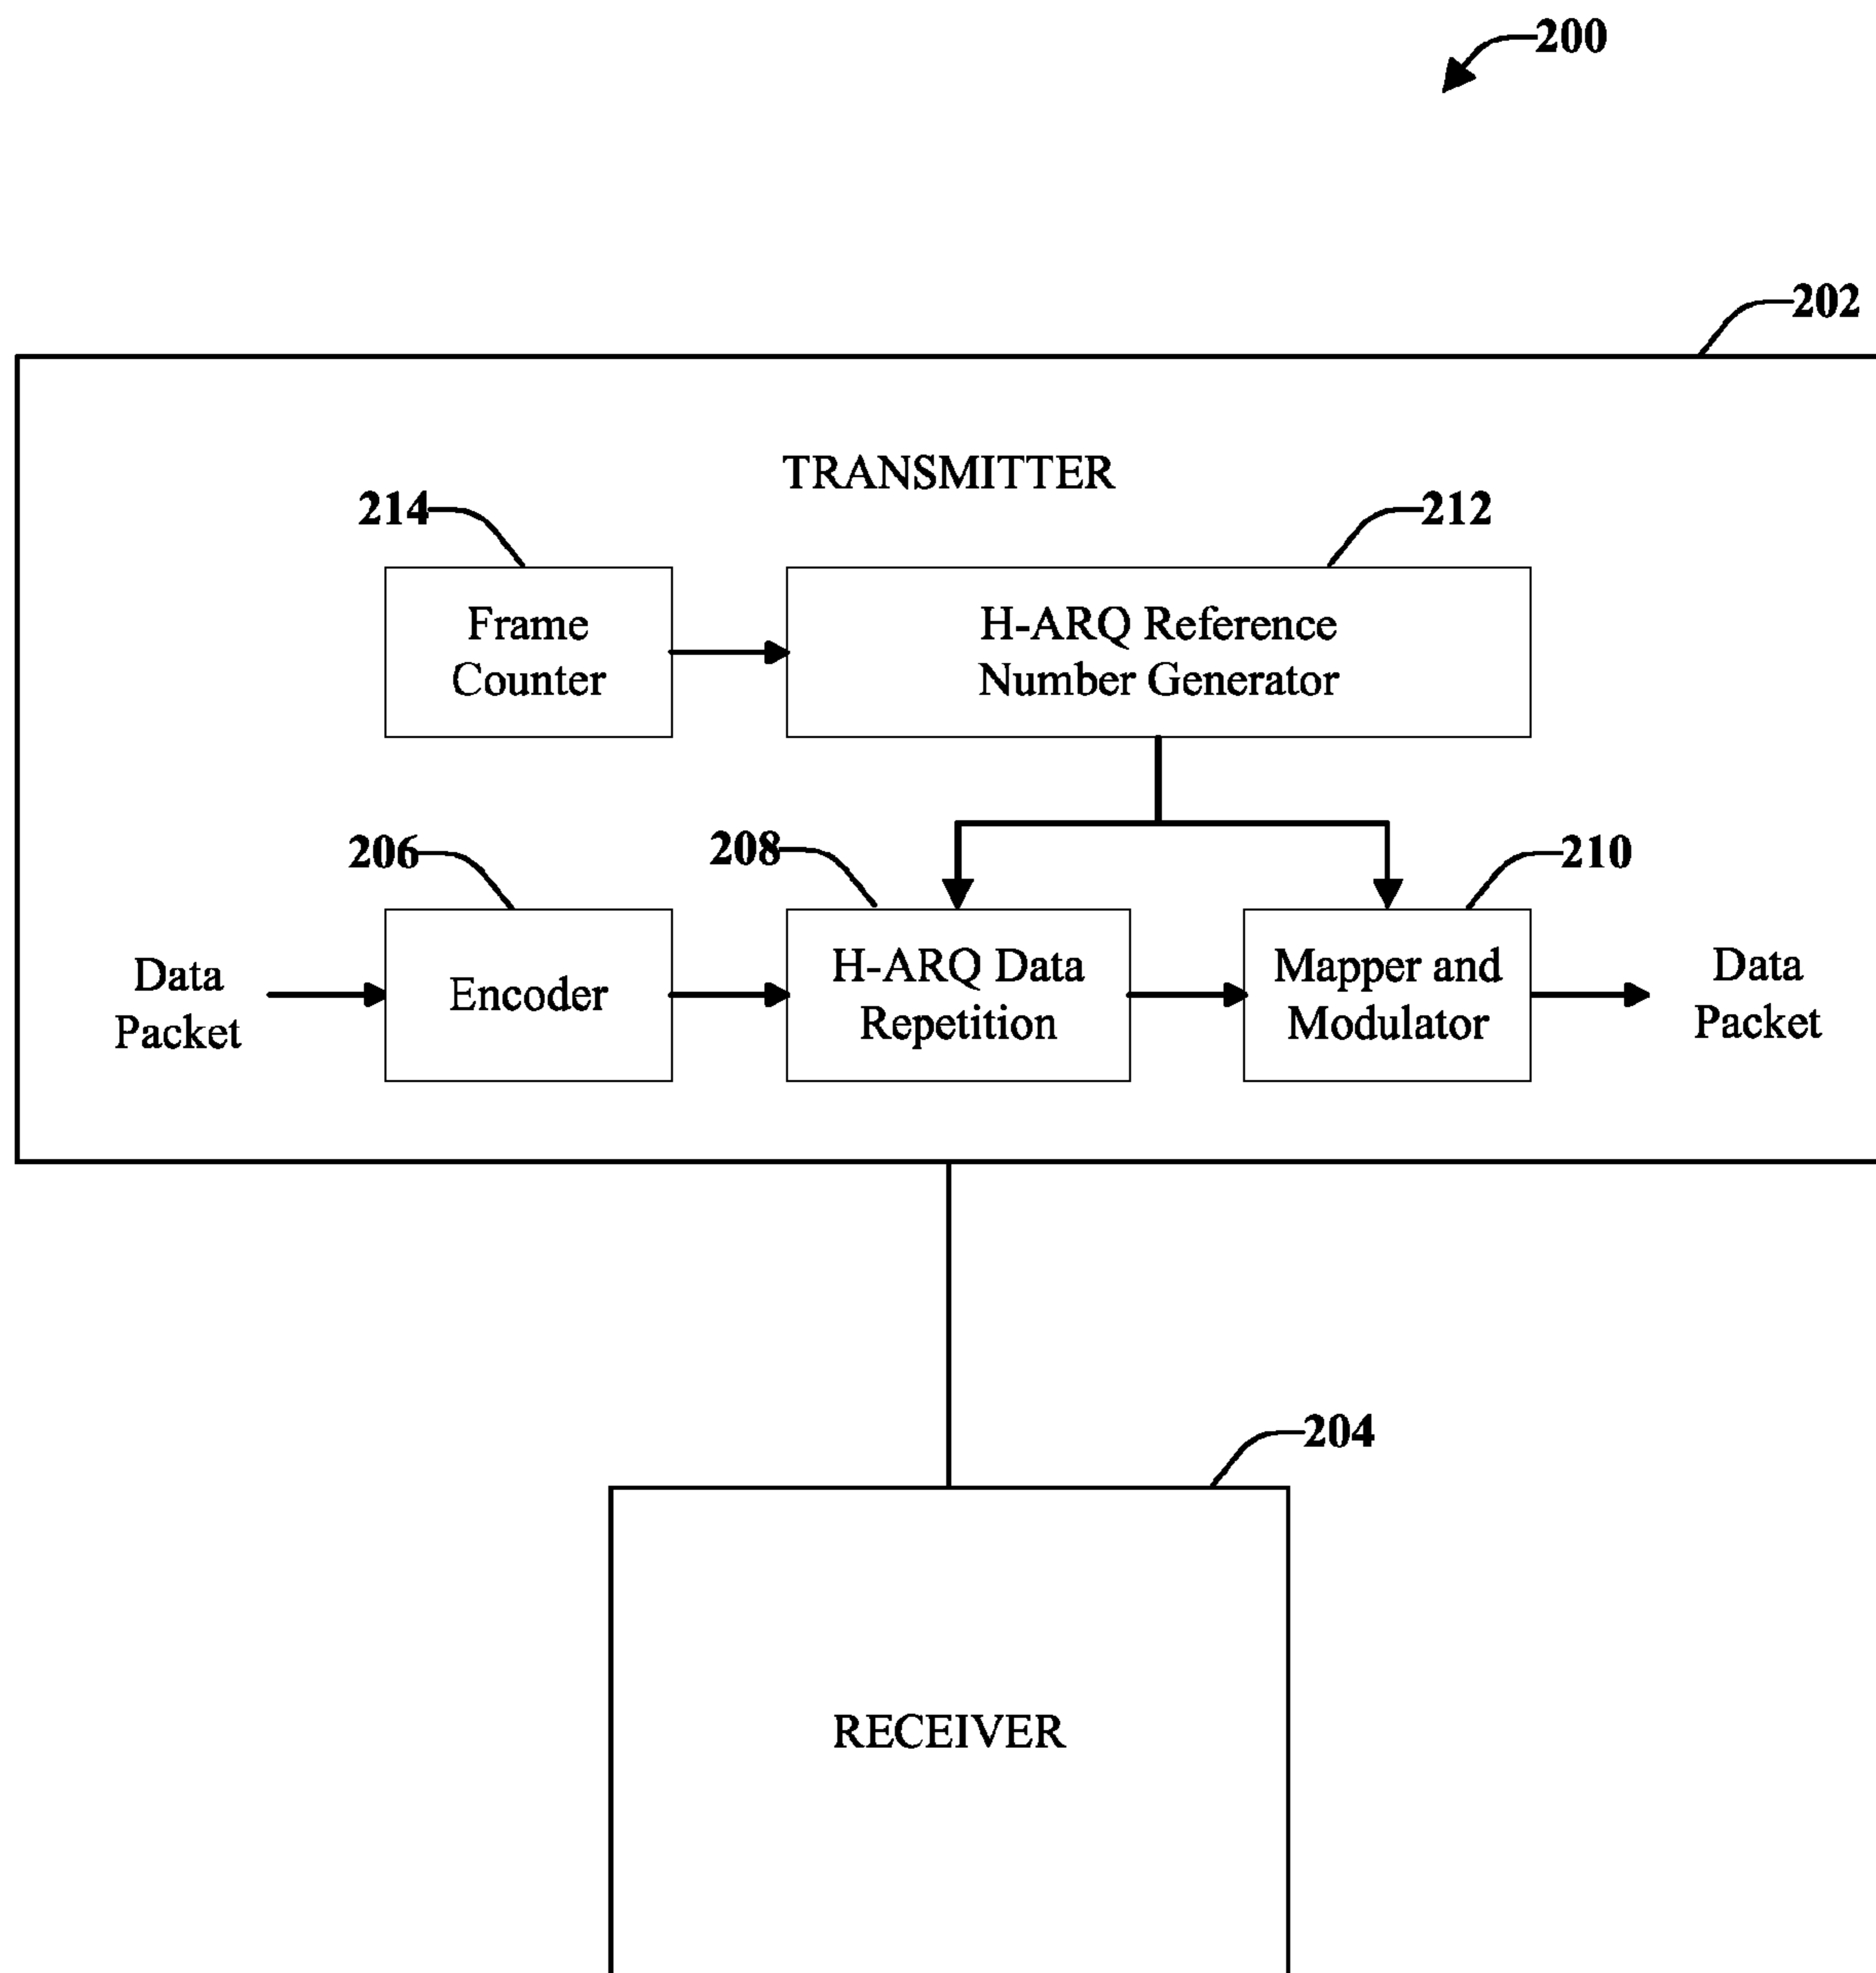 200
202
TRANSMITTER
214
212
Frame
Counter
H-ARQ Reference
Number Generator
206
208
210
Data
Packet
Encoder
H-ARQ Data
Repetition
Mapper and
Modulator
Data
Packet
204
RECEIVER